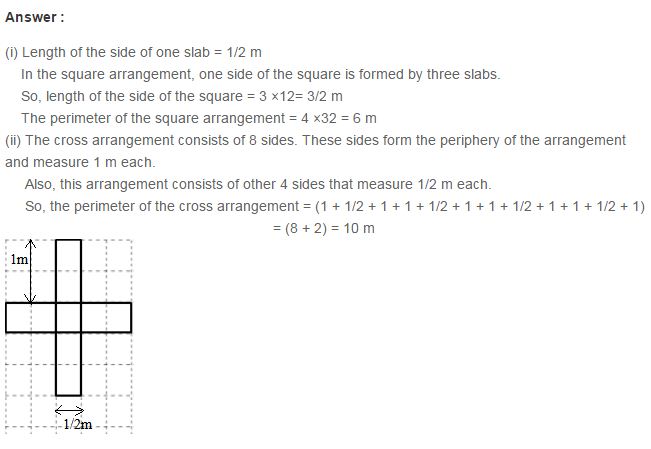 Answer :
(i) Length of the side of one slab = 1/2 m
In the square arrangement, one side of the square is formed by three slabs.
So, length of the side of the square = 3 ×12= 3/2 m
The perimeter of the square arrangement = 4 ×32 = 6 m
(ii) The cross arrangement consists of 8 sides. These sides form the periphery of the arrangement
and measure 1 m each.
Also, this arrangement consists of other 4 sides that measure 1/2 m each.
So, the perimeter of the cross arrangement = (1 + 1/2 + 1 + 1 + 1/2 + 1 + 1 + 1/2 + 1 + 1 + 1/2 + 1)
= (8 + 2) = 10 m
1m
1/2m